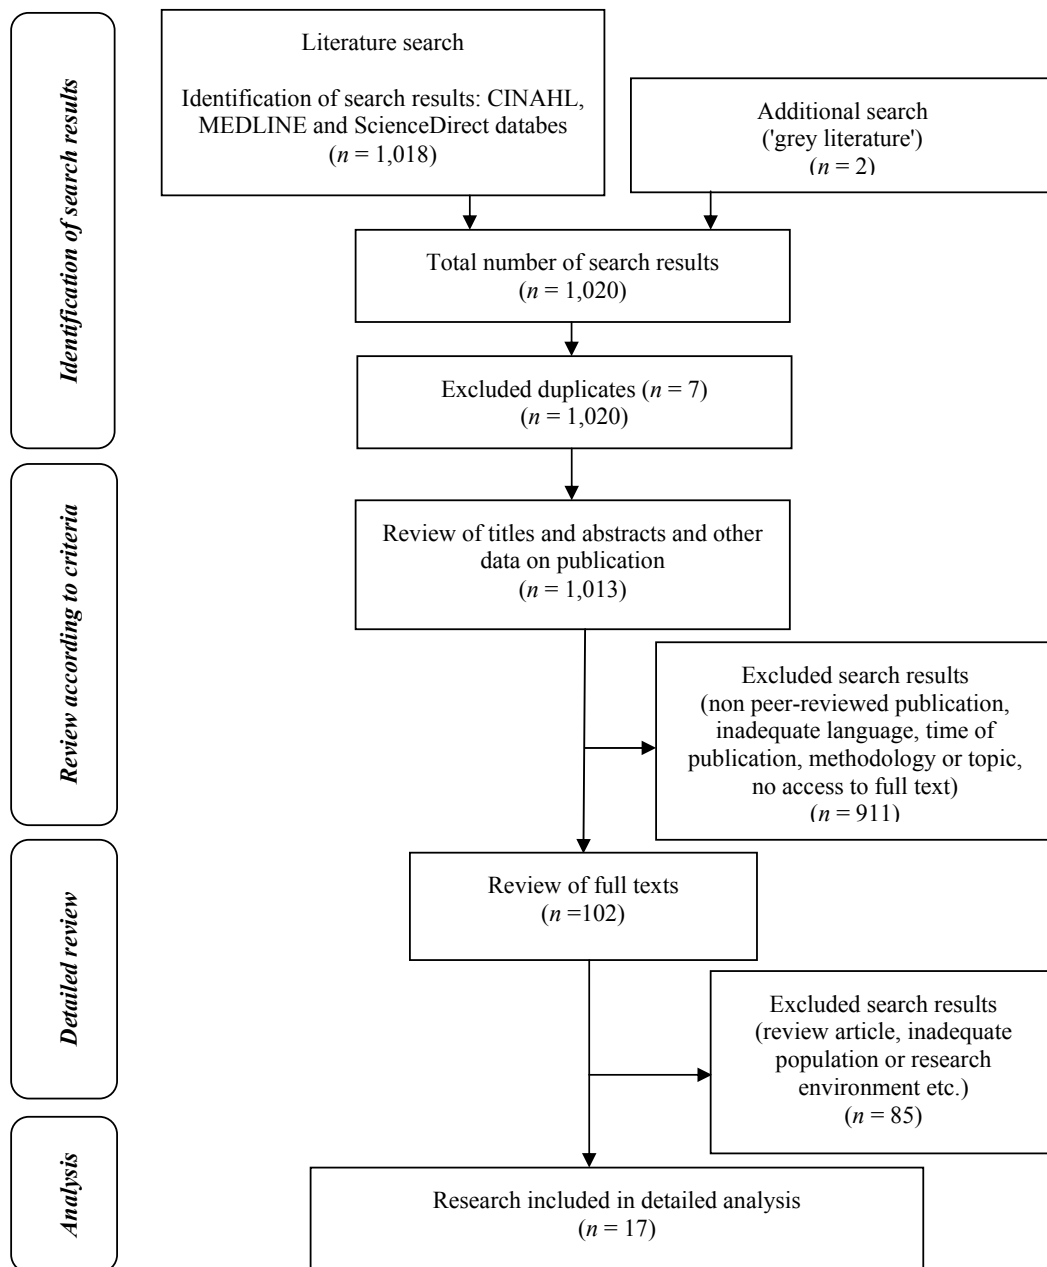 Identification of search results
Literature search
Identification of search results: CINAHL,
MEDLINE and ScienceDirect databes
(n = 1,018)
Additional search
('grey literature')
(n = 2)
Total number of search results
(n = 1,020)
Excluded duplicates (n = 7)
(n = 1,020)
Review according to criteria
Review of titles and abstracts and other
data on publication
(n = 1,013)
Excluded search results
(non peer-reviewed publication,
inadequate language, time of
publication, methodology or topic,
no access to full text)
(n = 911)
Detailed review
Review of full texts
(n =102)
Excluded search results
(review article, inadequate
population or research
environment etc.)
(n = 85)
Analysis
Research included in detailed analysis
(n = 17)